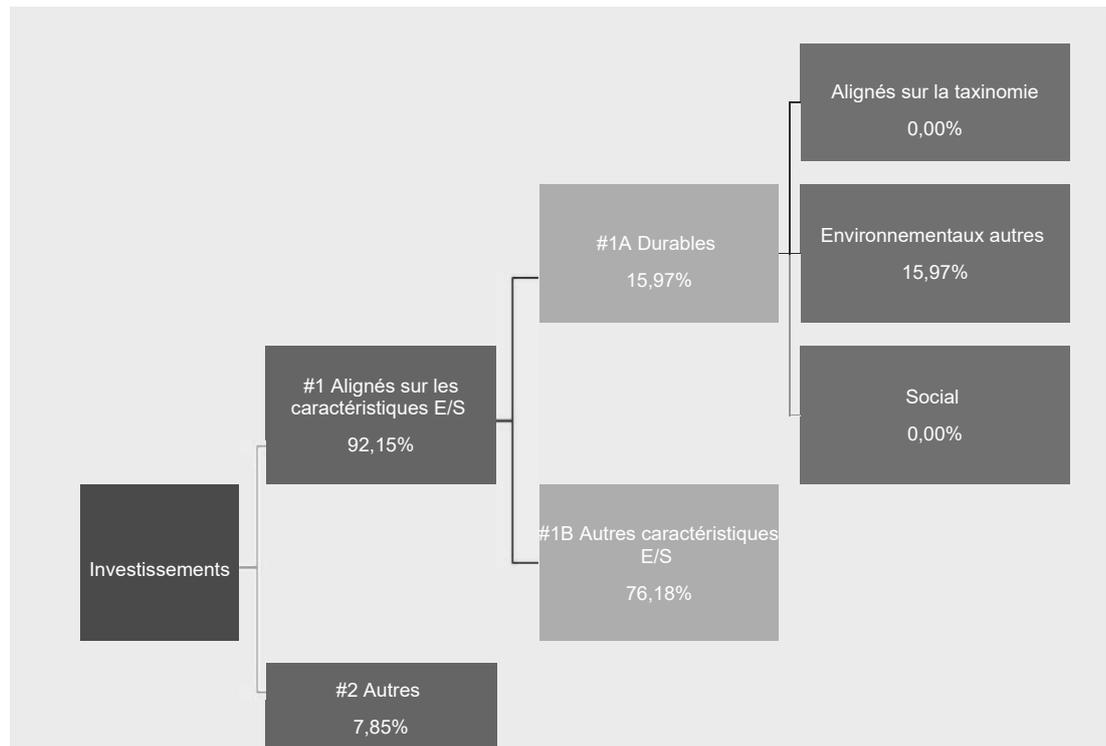 Alignés sur la taxinomie
0,00%
#1A Durables
15,97%
Environnementaux autres
15,97%
#1 Alignés sur les
caractéristiques E/S
92,15%
Social
0,00%
Investissements
#1B Autres caractéristiques
E/S
76,18%
#2 Autres
7,85%